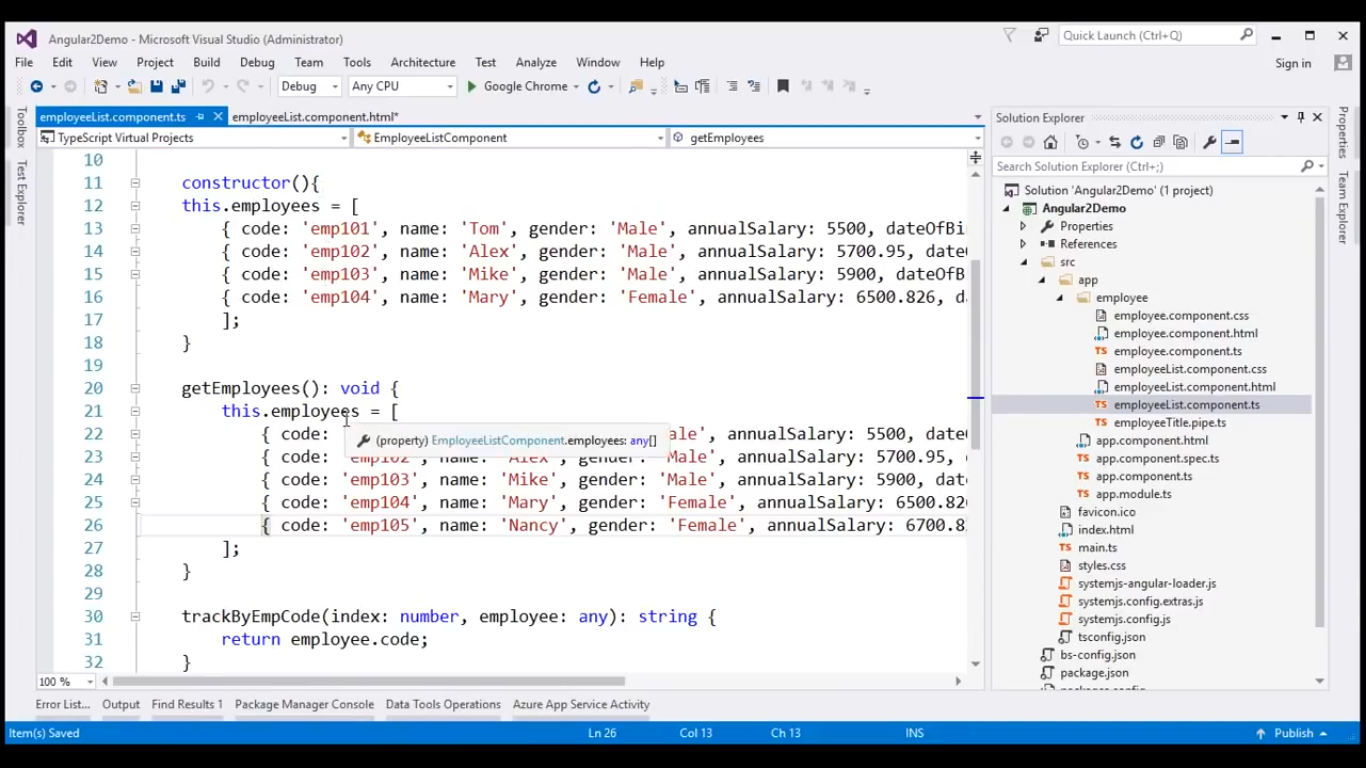 Angular2Demo - Microsoft Visual Studio (Administrator)
Quick Launch (Ctrl+Q)
File Edit View Project Build Debug Team Tools Architecture Test Analyze Window Help
Sign in
Debug Any CPU Google Chrome
Toolbox
Test Explorer
employeeList.component.ts employeeList.component.html*
TypeScript Virtual Projects EmployeeListComponent getEmployees
10
11 constructor(){
12 this.employees = [
13 { code: 'emp101', name: 'Tom', gender: 'Male', annualSalary: 5500, dateOfBi
14 { code: 'emp102', name: 'Alex', gender: 'Male', annualSalary: 5700.95, date
15 { code: 'emp103', name: 'Mike', gender: 'Male', annualSalary: 5900, dateOfB
16 { code: 'emp104', name: 'Mary', gender: 'Female', annualSalary: 6500.826, d
17 ];
18 }
19
20 getEmployees(): void {
21 this.employees = [
(property) EmployeeListComponent.employees: any[]
22 { code: ale', annualSalary: 5500, date
23 { code: 'emp102', name: 'Alex', gender: 'Male', annualSalary: 5700.95,
24 { code: 'emp103', name: 'Mike', gender: 'Male', annualSalary: 5900, dat
25 { code: 'emp104', name: 'Mary', gender: 'Female', annualSalary: 6500.82
26 { code: 'emp105', name: 'Nancy', gender: 'Female', annualSalary: 6700.8
27 ];
28 }
29
30 trackByEmpCode(index: number, employee: any): string {
31 return employee.code;
32 }
100 %
Solution Explorer
Search Solution Explorer (Ctrl+;)
Solution 'Angular2Demo' (1 project)
Angular2Demo
Properties
References
src
app
employee
employee.component.css
employee.component.html
employee.component.ts
employeeList.component.css
employeeList.component.html
employeeList.component.ts
employeeTitle.pipe.ts
app.component.html
app.component.spec.ts
app.component.ts
app.module.ts
favicon.ico
index.html
main.ts
styles.css
systemjs-angular-loader.js
systemjs.config.extras.js
systemjs.config.js
tsconfig.json
bs-config.json
package.json
Properties
Team Explorer
Error List... Output Find Results 1 Package Manager Console Data Tools Operations Azure App Service Activity
Item(s) Saved Ln 26 Col 13 Ch 13 INS Publish